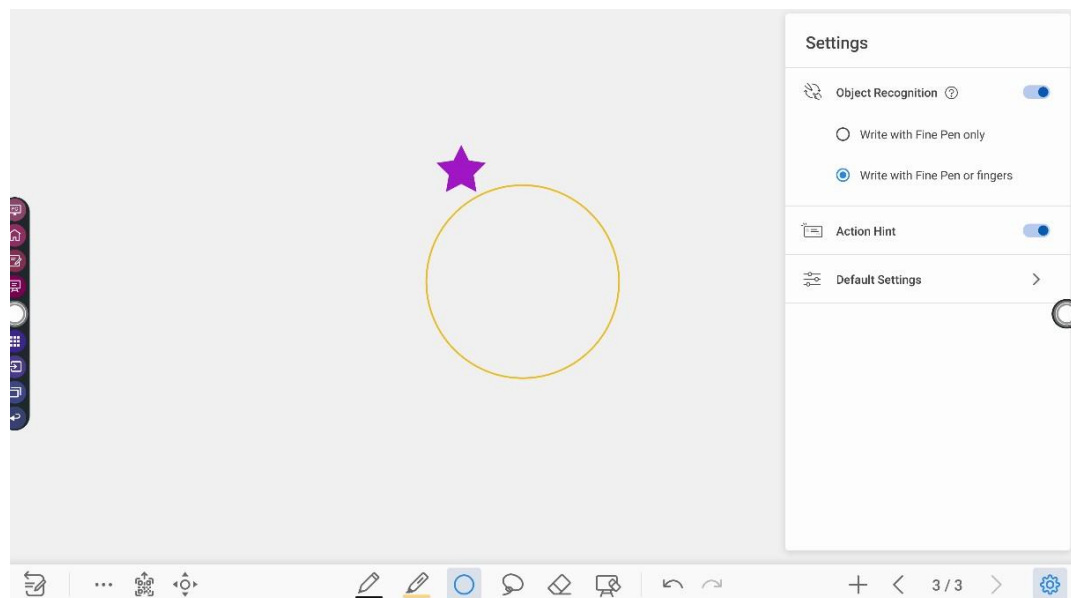 Settings
Object Recognition ?
Write with Fine Pen only
Write with Fine Pen or fingers
Action Hint
Default Settings
3 / 3